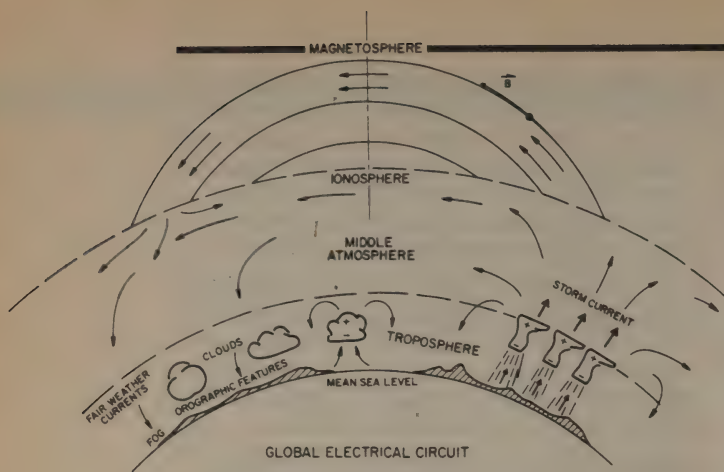 MAGNETOSPHERE
B
IONOSPHERE
MIDDLE
ATMOSPHERE
STORM CURRENT
+
-
+
+
+
TROPOSPHERE
CLOUDS
OROGRAPHIC FEATURES
FAIR WEATHER
CURRENTS
FOG
MEAN SEA LEVEL
GLOBAL ELECTRICAL CIRCUIT